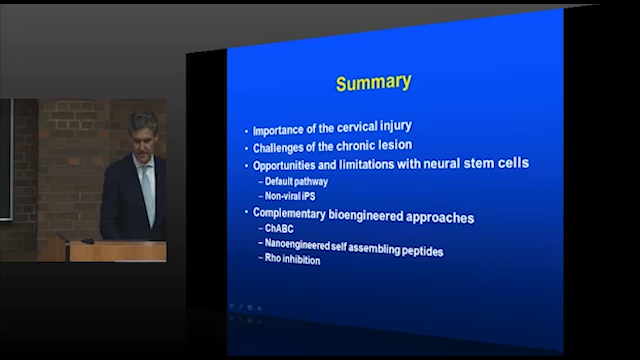 Summary
• Importance of the cervical injury
• Challenges of the chronic lesion
• Opportunities and limitations with neural stem cells
– Default pathway
– Non-viral iPS
• Complementary bioengineered approaches
– ChABC
– Nanoengineered self assembling peptides
– Rho inhibition